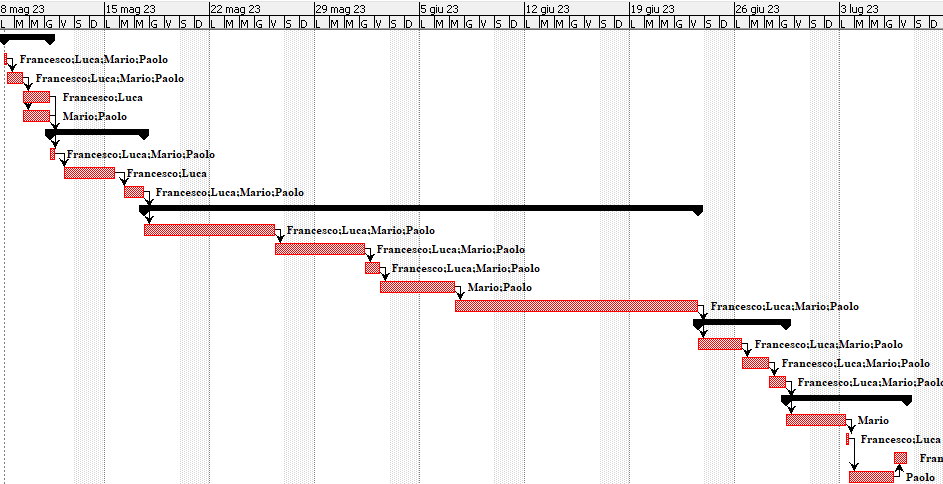 8 mag 23 15 mag 23 22 mag 23 29 mag 23 5 giu 23 12 giu 23 19 giu 23 26 giu 23 3 lug 23
L M M G V S D L M M G V S D L M M G V S D L M M G V S D L M M G V S D L M M G V S D L M M G V S D L M M G V S D L M M G V S D
Francesco;Luca;Mario;Paolo
Francesco;Luca;Mario;Paolo
Francesco;Luca
Mario;Paolo
Francesco;Luca;Mario;Paolo
Francesco;Luca
Francesco;Luca;Mario;Paolo
Francesco;Luca;Mario;Paolo
Francesco;Luca;Mario;Paolo
Francesco;Luca;Mario;Paolo
Mario;Paolo
Francesco;Luca;Mario;Paolo
Francesco;Luca;Mario;Paolo
Francesco;Luca;Mario;Paolo
Francesco;Luca;Mario;Paolo
Mario
Francesco;Luca
Fran
Paolo